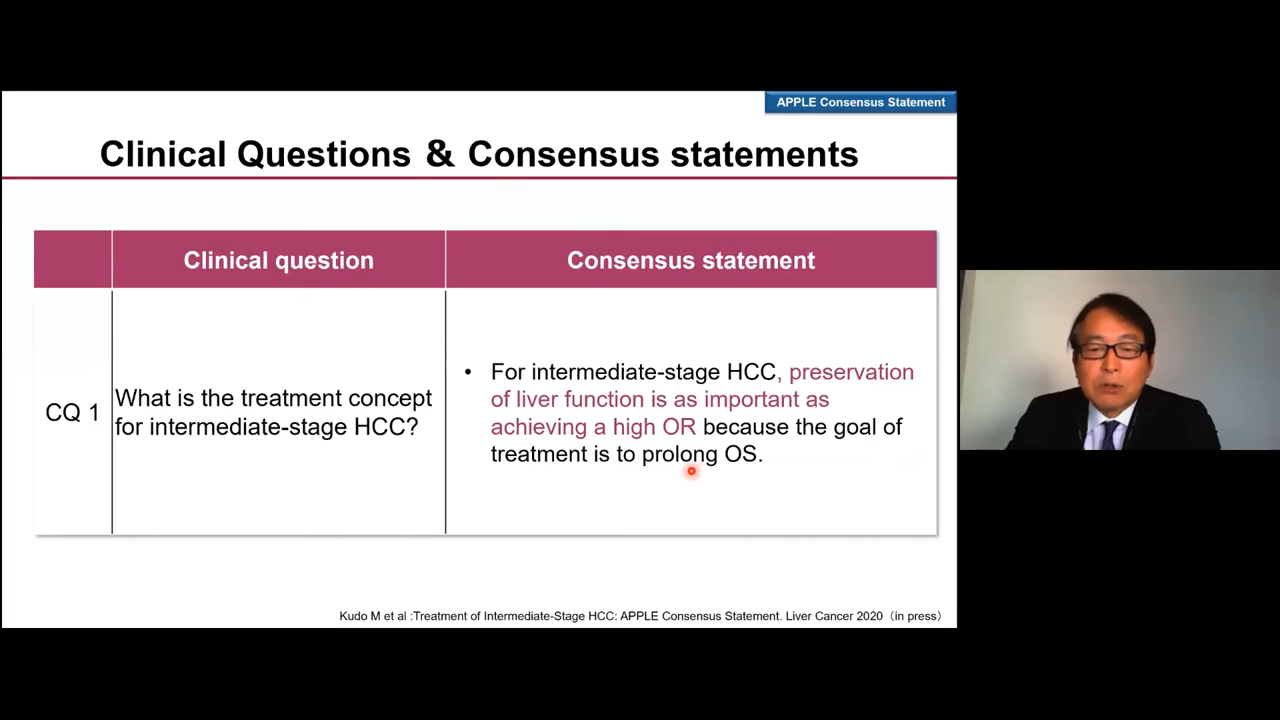 APPLE Consensus Statement
Clinical Questions & Consensus statements
Clinical question
Consensus statement
CQ 1
What is the treatment concept
for intermediate-stage HCC?
• For intermediate-stage HCC, preservation
of liver function is as important as
achieving a high OR because the goal of
treatment is to prolong OS.
Kudo M et al :Treatment of Intermediate-Stage HCC: APPLE Consensus Statement. Liver Cancer 2020（in press）